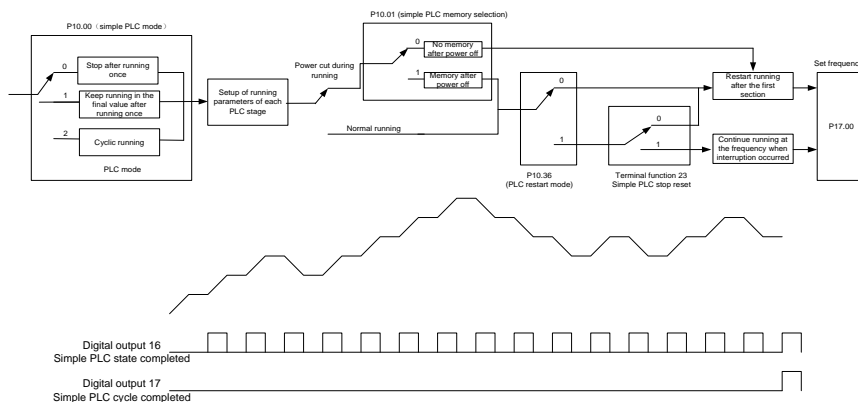 P10.00（simple PLC mode）
0
Stop after running
once
1
Keep running in the
final value after
running once
2
Cyclic running
PLC mode
Setup of running
parameters of each
PLC stage
Power cut during
running
Normal running
P10.01 (simple PLC memory selection)
0
No memory
after power off
1
Memory after
power off
0
1
P10.36
(PLC restart mode)
0
1
Terminal function 23
Simple PLC stop reset
Restart running
after the first
section
Continue running at
the frequency when
interruption occurred
Set frequency
P17.00
Digital output 16
Simple PLC state completed
Digital output 17
Simple PLC cycle completed